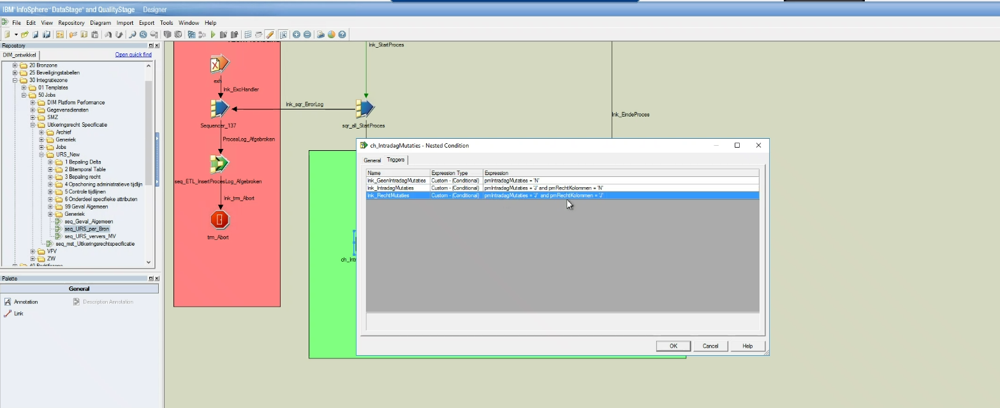 IBM® InfoSphere™ DataStage® and QualityStage Designer
File Edit View Repository Diagram Import Export Tools Window Help
Repository
DIM_ontwikkel
Open quick find
20 Bronzone
25 Beveiligingstabellen
30 Integratiezone
01 Templates
50 Jobs
DIM Platform Performance
Gegevensdiensten
SMZ
Uitkeringsrecht Specificatie
Archief
Generiek
Jobs
URS_New
1 Bepaling Delta
2 Bitemporal Table
3 Bepaling recht
4 Opschoning administratieve tijdlijn
5 Controle tijdlijnen
6 Onderdeel specifieke attributen
99 Geval Algemeen
Generiek
seq_Geval_Algemeen
seq_URS_per_Bron
seq_URS_ververs_MV
seq_mst_Uitkeringsrechtspecificatie
VFV
ZW
Palette
General
Annotation
Description Annotation
Link
exh
lnk_ExcHandler
Sequencer_137
ProcesLog_Afgebroken
seq_ETL_InsertProcesLog_Afgebroken
lnk_trm_Abort
trm_Abort
lnk_sqr_ErrorLog
lnk_StartProces
sqr_all_StartProces
lnk_EindeProces
ch_Intr
ch_IntradagMutaties - Nested Condition
General Triggers
Name Expression Type Expression
lnk_GeenIntradagMutaties Custom - (Conditional) pmIntradagMutaties = 'N'
lnk_IntradagMutaties Custom - (Conditional) pmIntradagMutaties = 'J' and pmRechtKolommen = 'N'
lnk_RechtMutaties Custom - (Conditional) pmIntradagMutaties = 'J' and pmRechtKolommen = 'J'
OK Cancel Help